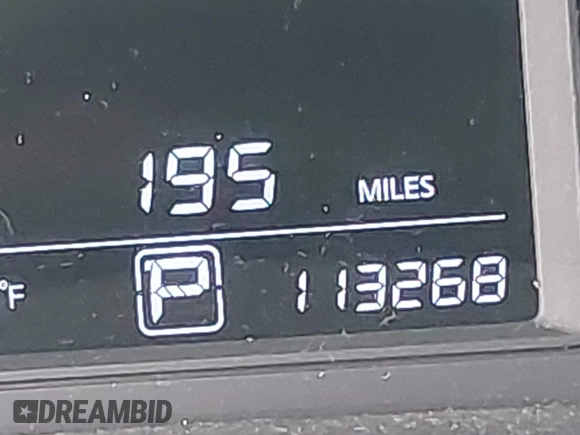 195 MILES
°F P 113268
DREAMBID